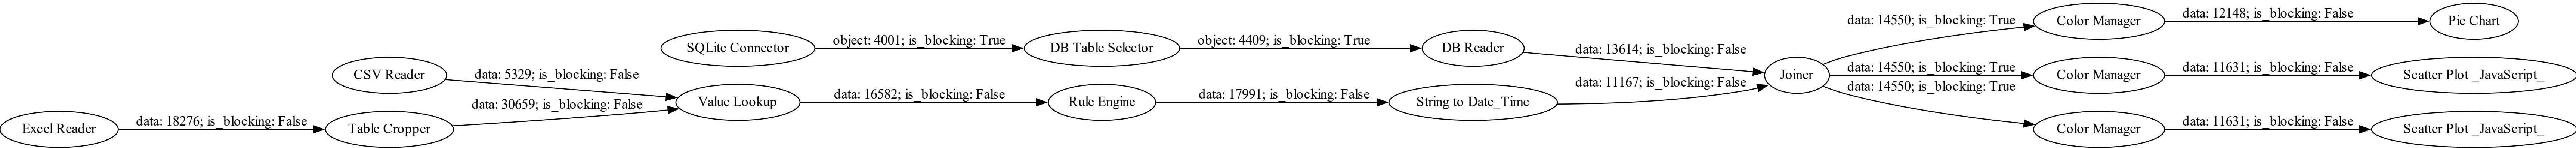 data: 14550; is_blocking: True
Color Manager
data: 12148; is_blocking: False
Pie Chart
SQLite Connector
object: 4001; is_blocking: True
DB Table Selector
object: 4409; is_blocking: True
DB Reader
data: 13614; is_blocking: False
CSV Reader
data: 5329; is_blocking: False
Joiner
data: 14550; is_blocking: True
Color Manager
data: 11631; is_blocking: False
Scatter Plot _JavaScript_
data: 30659; is_blocking: False
Value Lookup
data: 16582; is_blocking: False
Rule Engine
data: 17991; is_blocking: False
String to Date_Time
data: 11167; is_blocking: False
data: 14550; is_blocking: True
Excel Reader
data: 18276; is_blocking: False
Table Cropper
Color Manager
data: 11631; is_blocking: False
Scatter Plot _JavaScript_